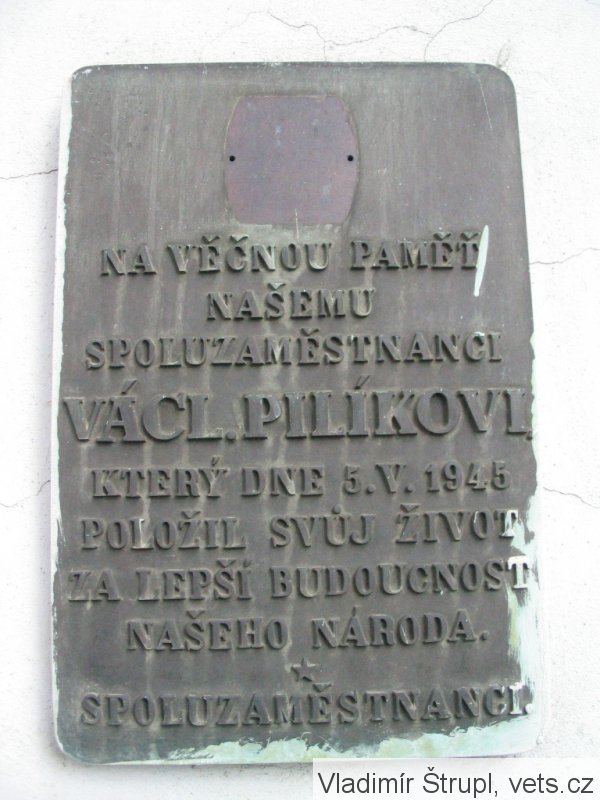 NA VĚČNOU PAMĚŤ
NAŠEMU
SPOLUZAMĚSTNANCI
VÁCL. PILÍKOVI,
KTERÝ DNE 5. V. 1945
POLOŽIL SVŮJ ŽIVOT
ZA LEPŠÍ BUDOUCNOST
NAŠEHO NÁRODA.
SPOLUZAMĚSTNANCI.
Vladimír Štrupl, vets.cz